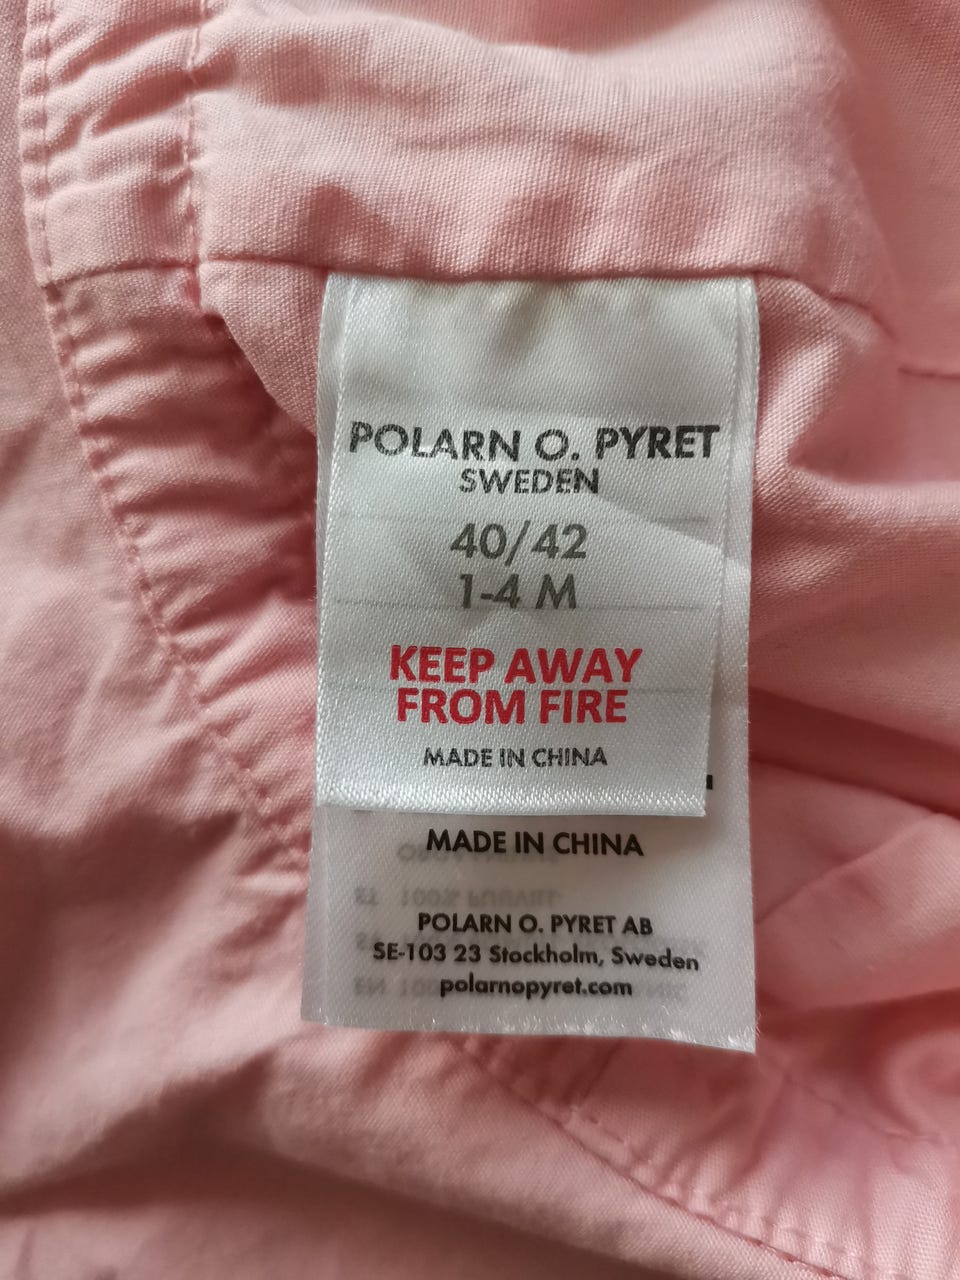 POLARN O. PYRET
SWEDEN
40/42
1-4 M
KEEP AWAY
FROM FIRE
MADE IN CHINA
MADE IN CHINA
POLARN O. PYRET AB
SE-103 23 Stockholm, Sweden
polarnopyret.com